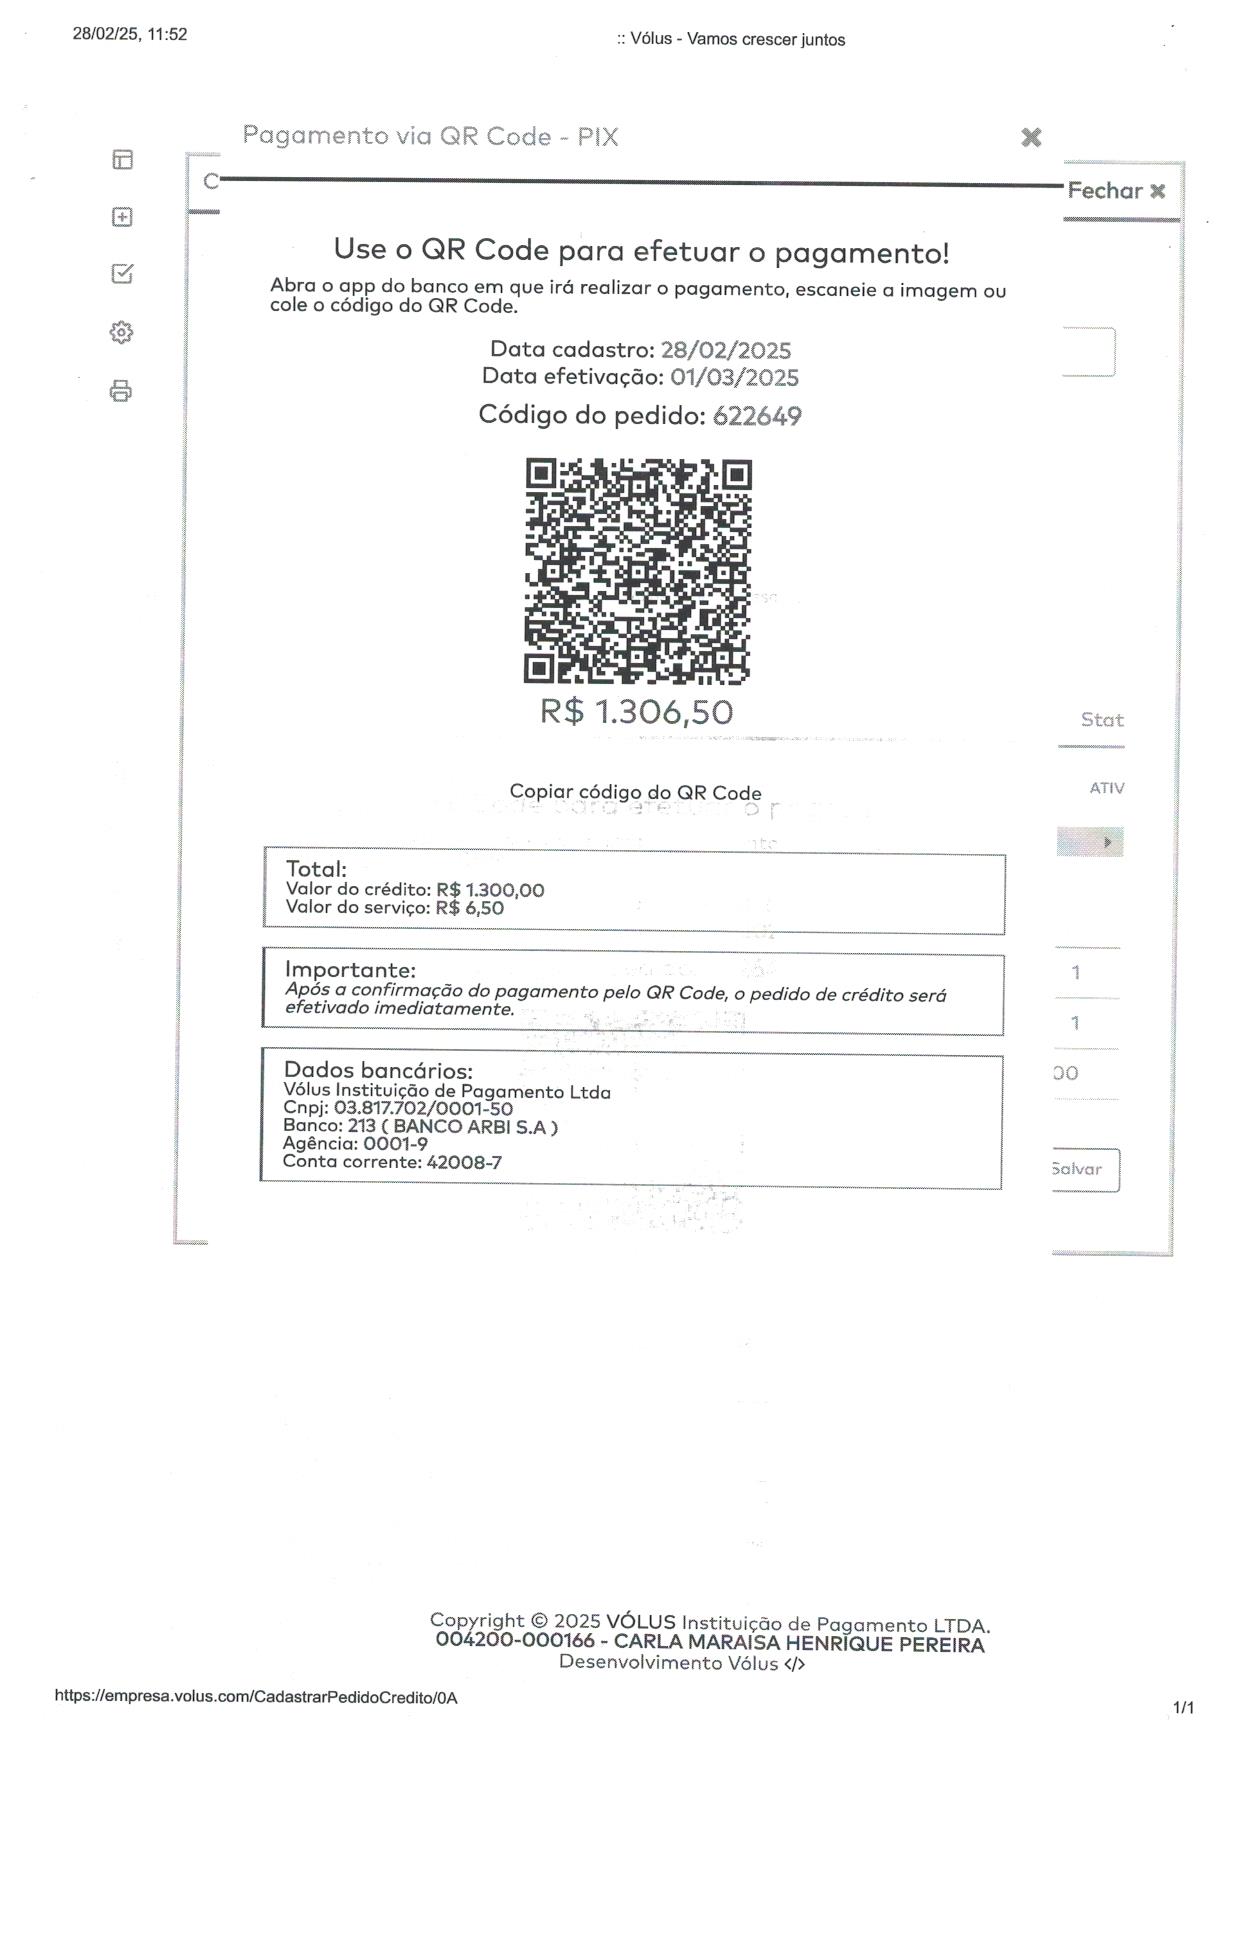 28/02/25, 11:52
:: Vólus - Vamos crescer juntos
Pagamento via QR Code - PIX
C
Fechar
Use o QR Code para efetuar o pagamento!
Abra o app do banco em que irá realizar o pagamento, escaneie a imagem ou
cole o código do QR Code.
Data cadastro: 28/02/2025
Data efetivação: 01/03/2025
Código do pedido: 622649
R$ 1.306,50
Stat
Copiar código do QR Code
ATIV
Total:
Valor do crédito: R$ 1.300,00
Valor do serviço: R$ 6,50
Importante:
Após a confirmação do pagamento pelo QR Code, o pedido de crédito será
efetivado imediatamente.
1
1
00
Dados bancários:
Vólus Instituição de Pagamento Ltda
Cnpj: 03.817.702/0001-50
Banco: 213 ( BANCO ARBI S.A )
Agência: 0001-9
Conta corrente: 42008-7
Salvar
Copyright © 2025 VÓLUS Instituição de Pagamento LTDA.
004200-000166 - CARLA MARAISA HENRIQUE PEREIRA
Desenvolvimento Vólus </>
https://empresa.volus.com/CadastrarPedidoCredito/0A
1/1